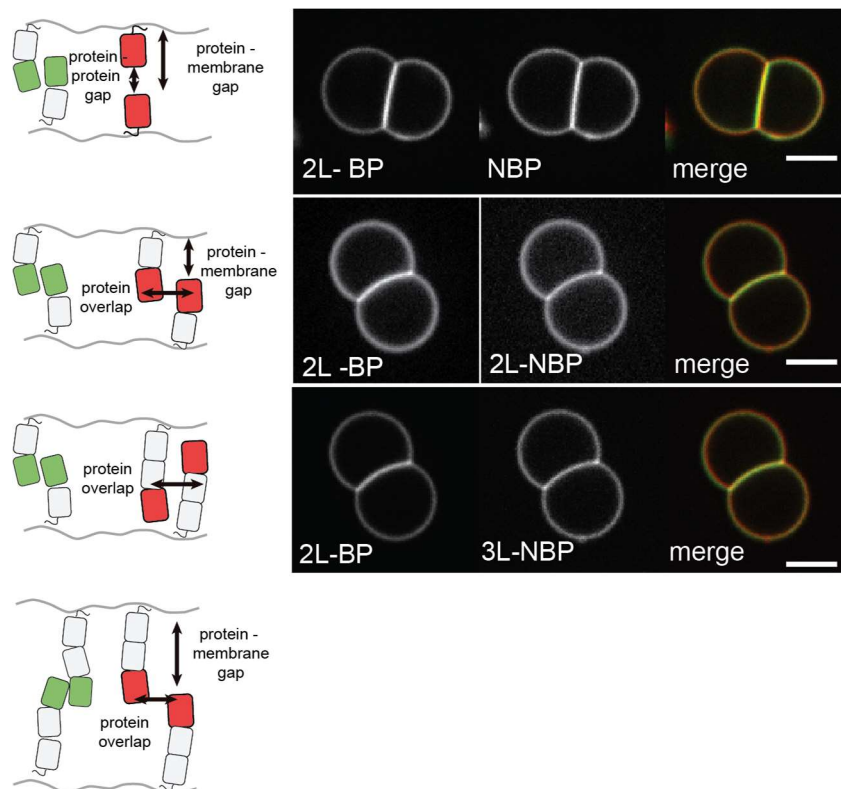 protein -
protein
gap
protein -
membrane
gap
2L- BP
NBP
merge
protein
overlap
protein -
membrane
gap
2L -BP
2L-NBP
merge
protein
overlap
2L-BP
3L-NBP
merge
protein -
membrane
gap
protein
overlap